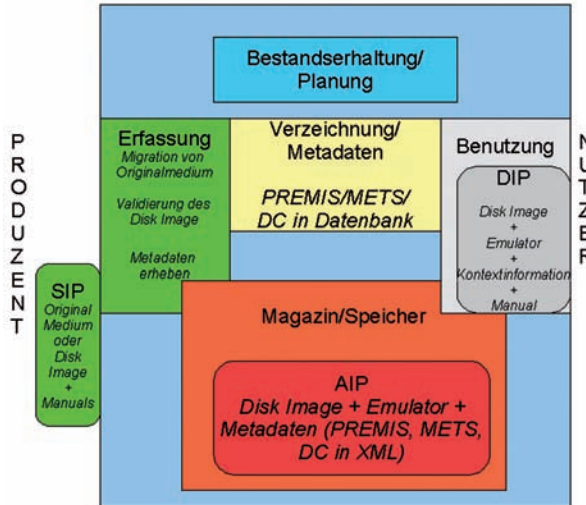 Bestandserhaltung/
Planung
PRODUZENT
Erfassung
Migration von
Originalmedium
Validierung des
Disk Image
Metadaten
erheben
Verzeichnung/
Metadaten
PREMIS/METS/
DC in Datenbank
Benutzung
DIP
Disk Image
+
Emulator
+
Kontextinformation
+
Manual
NUTZER
SIP
Original
Medium
oder
Disk
Image
+
Manuals
Magazin/Speicher
AIP
Disk Image + Emulator +
Metadaten (PREMIS, METS,
DC in XML)